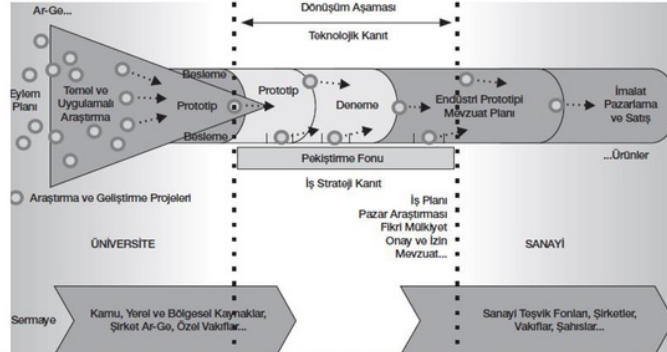 Ar-Ge...
Dönüşüm Aşaması
Teknolojik Kanıt
Eylem
Planı
Temel ve
Uygulamalı
Araştırma
Besleme
Prototip
Besleme
Prototip
Deneme
Endüstri Prototipi
Mevzuat Planı
İmalat
Pazarlama
ve Satış
Pekiştirme Fonu
...Ürünler
Araştırma ve Geliştirme Projeleri
İş Strateji Kanıt
İş Planı
Pazar Araştırması
Fikri Mülkiyet
Onay ve İzin
Mevzuat...
ÜNİVERSİTE
SANAYİ
Sermaye
Kamu, Yerel ve Bölgesel Kaynaklar,
Şirket Ar-Ge, Özel Vakıflar...
Sanayi Teşvik Fonları, Şirketler,
Vakıflar, Şahıslar...